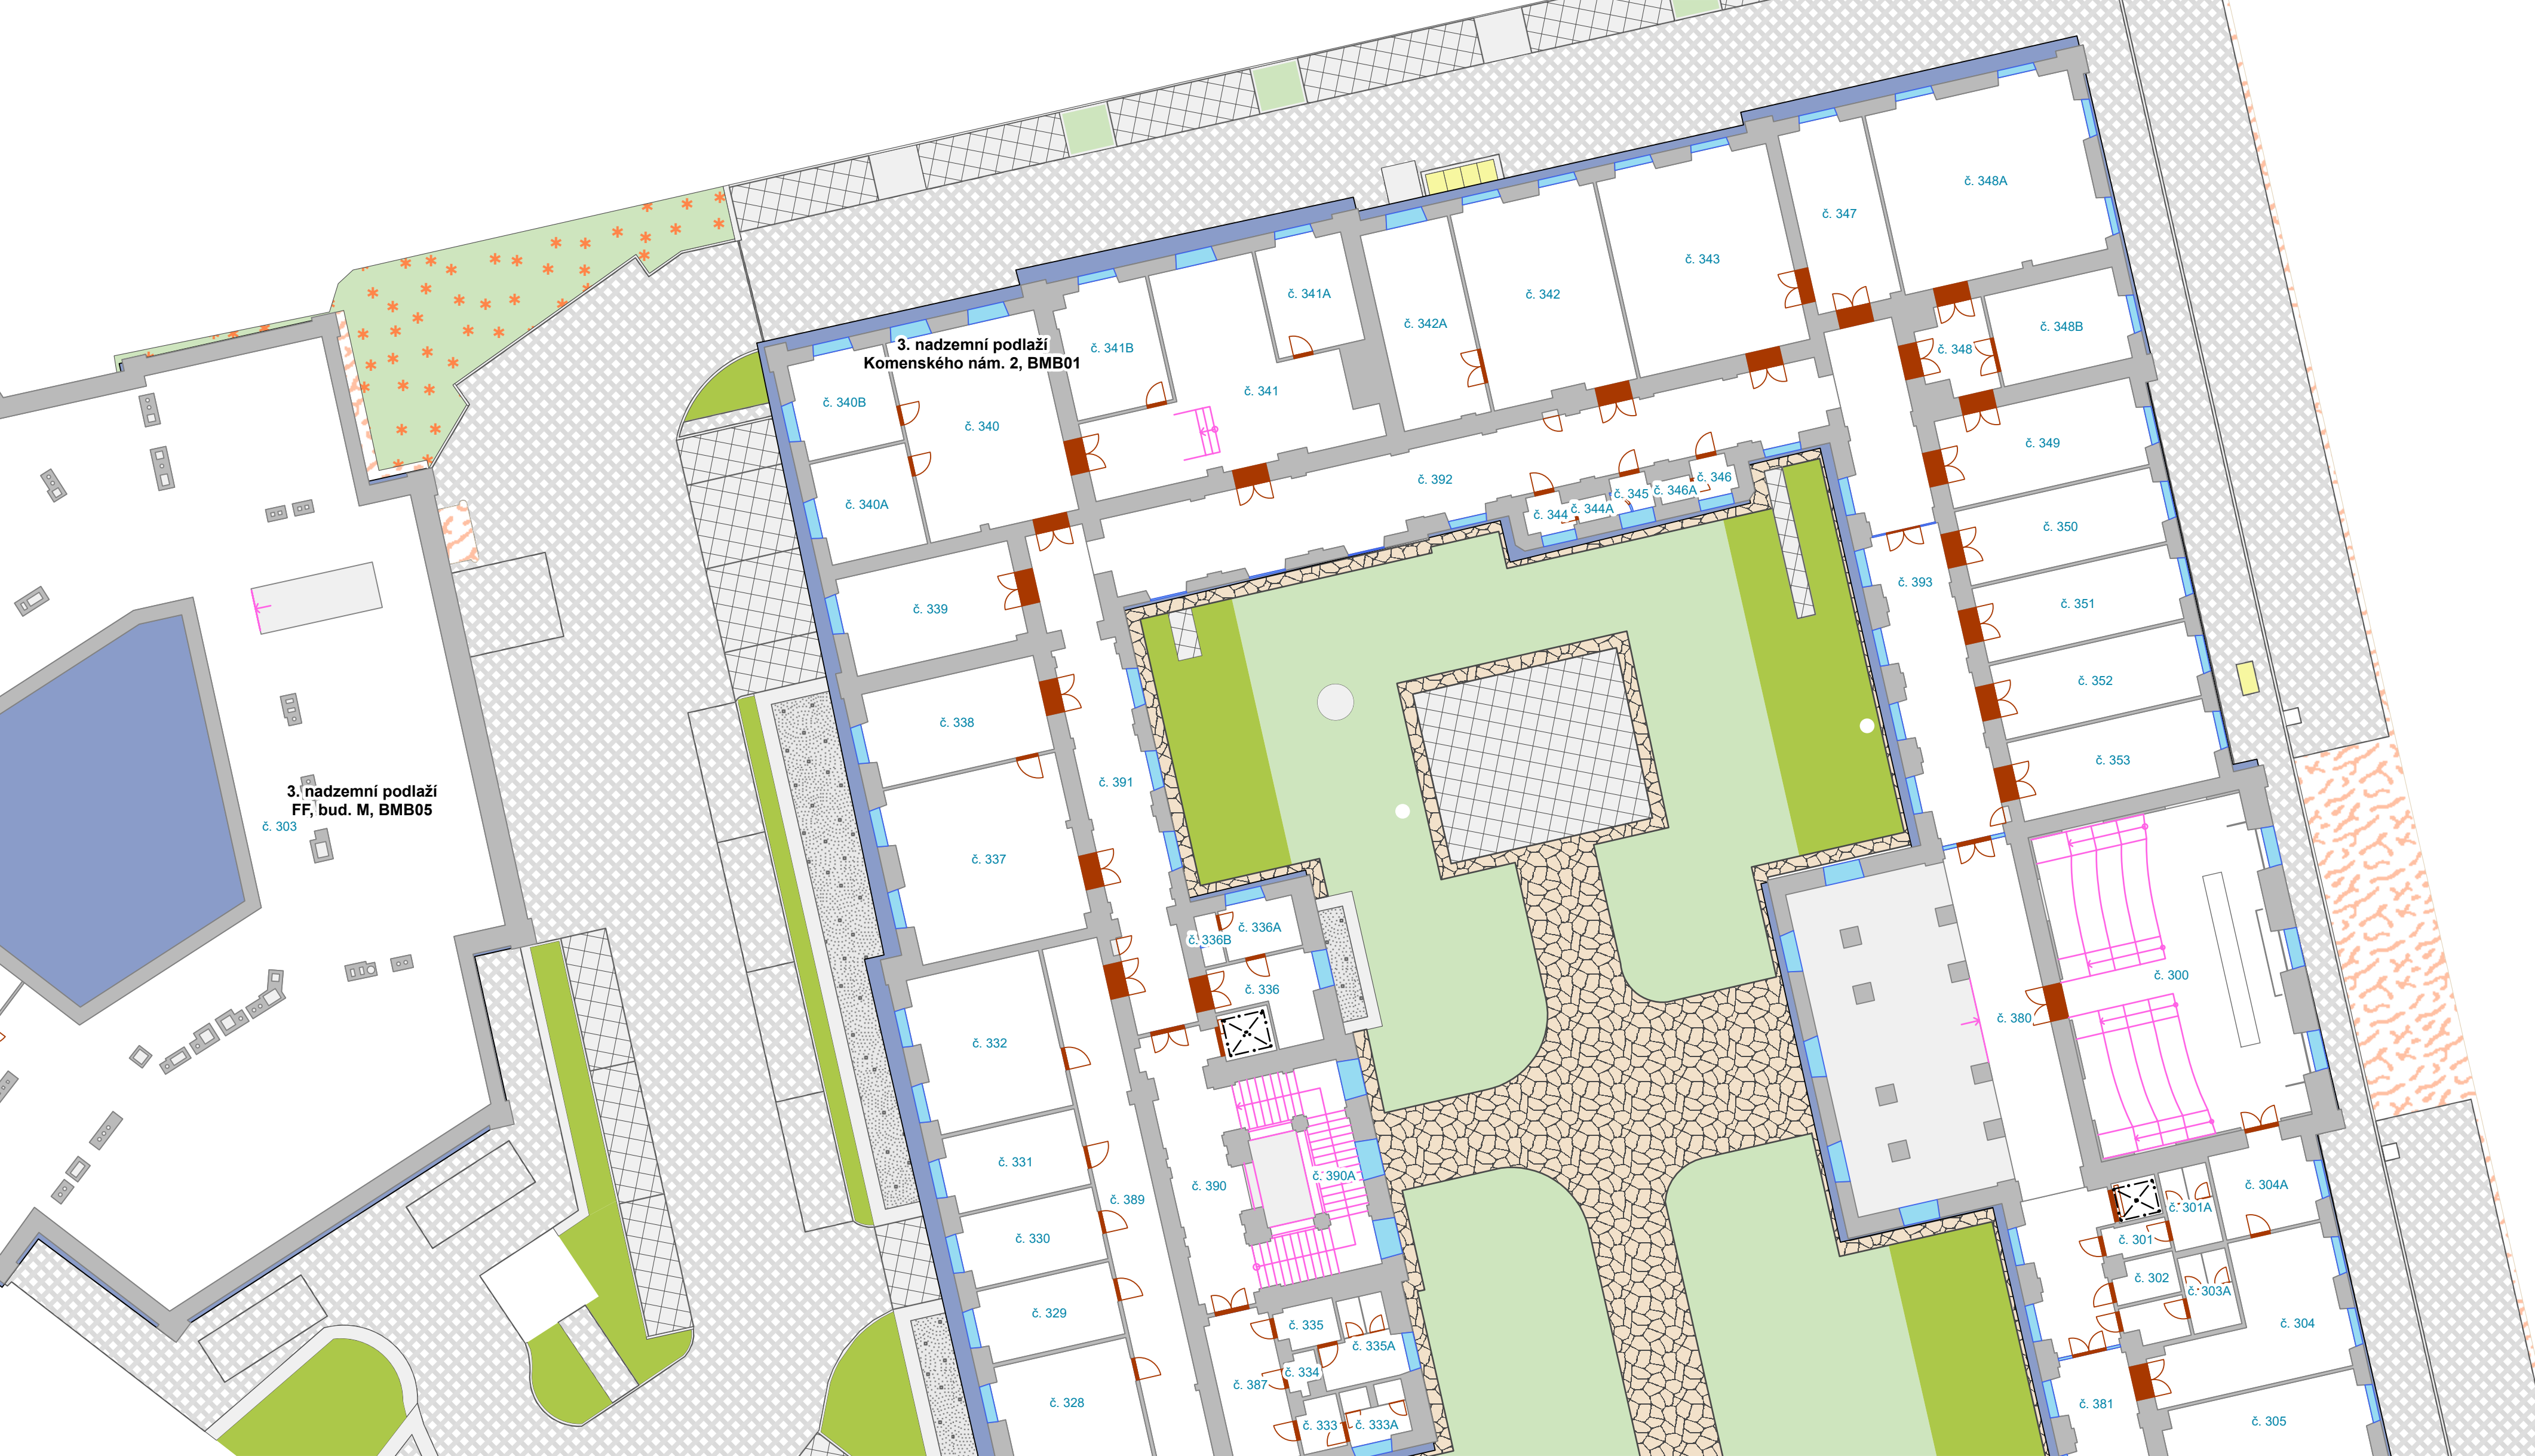 č. 348A
č. 347
č. 343
č. 341A
č. 342
č. 342A
č. 348B
3. nadzemní podlaží
Komenského nám. 2, BMB01
č. 341B
č. 348
č. 341
č. 340B
č. 340
č. 349
č. 392
č. 346
č. 346A
č. 345
č. 344A
č. 344
č. 340A
č. 350
č. 393
č. 351
č. 339
č. 352
č. 338
č. 353
č. 391
3. nadzemní podlaží
FF, bud. M, BMB05
č. 303
č. 337
č. 336A
č. 336B
č. 300
č. 336
č. 380
č. 332
č. 331
č. 390A
č. 390
č. 304A
č. 389
č. 301A
č. 330
č. 301
č. 302
č. 303A
č. 329
č. 304
č. 335
č. 335A
č. 334
č. 387
č. 328
č. 381
č. 305
č. 333
č. 333A